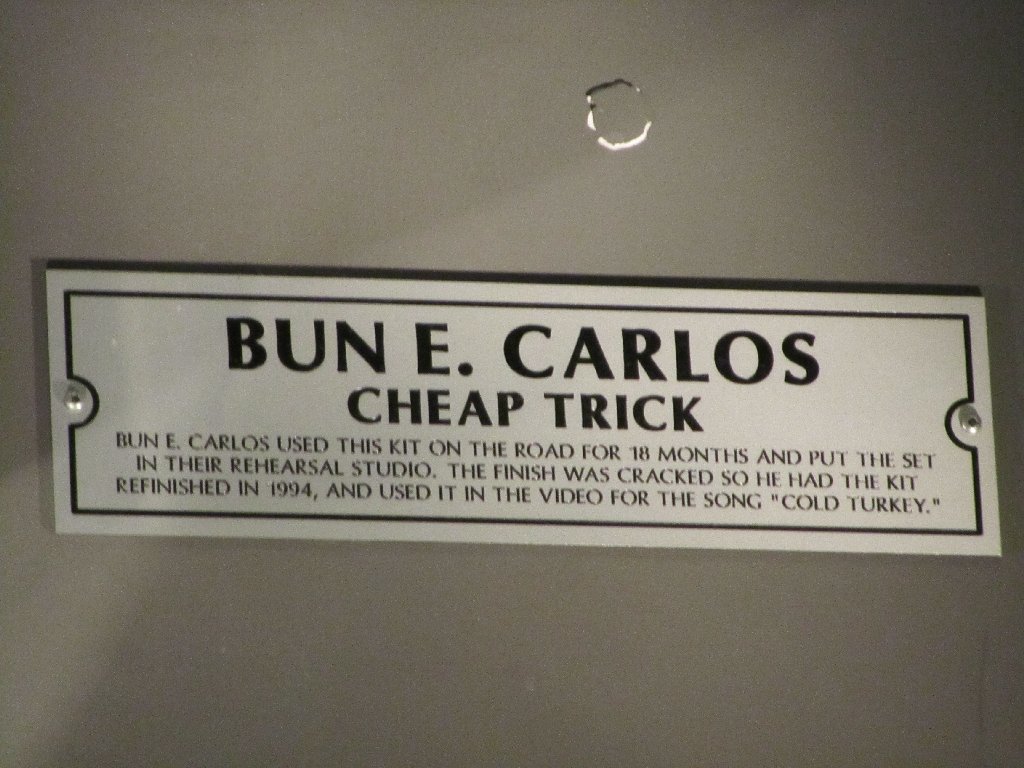 BUN E. CARLOS
CHEAP TRICK
BUN E. CARLOS USED THIS KIT ON THE ROAD FOR 18 MONTHS AND PUT THE SET
IN THEIR REHEARSAL STUDIO. THE FINISH WAS CRACKED SO HE HAD THE KIT
REFINISHED IN 1994, AND USED IT IN THE VIDEO FOR THE SONG "COLD TURKEY."